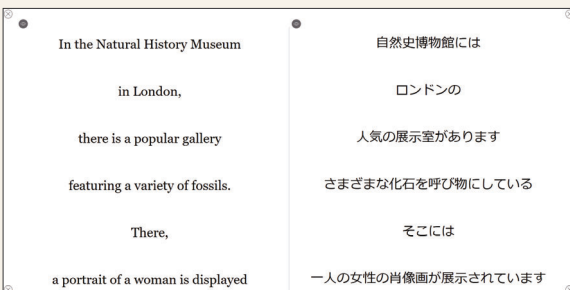 In the Natural History Museum
in London,
there is a popular gallery
featuring a variety of fossils.
There,
a portrait of a woman is displayed
自然史博物館には
ロンドンの
人気の展示室があります
さまざまな化石を呼び物にしている
そこには
一人の女性の肖像画が展示されています